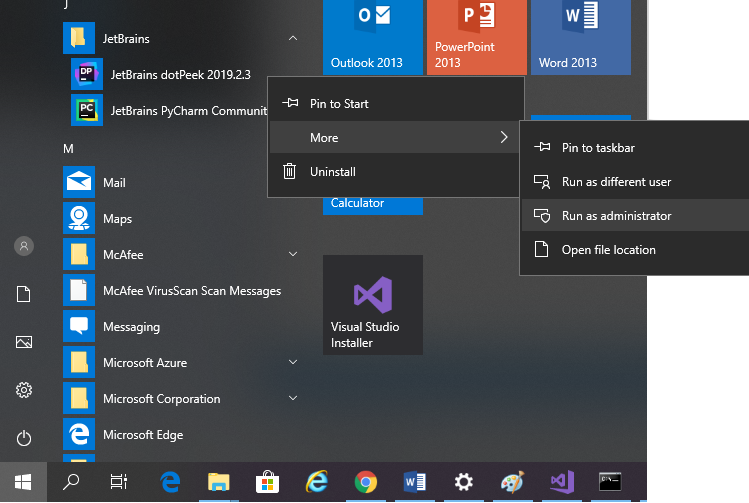 J
JetBrains
JetBrains dotPeek 2019.2.3
JetBrains PyCharm Communit
M
Mail
Maps
McAfee
McAfee VirusScan Scan Messages
Messaging
Microsoft Azure
Microsoft Corporation
Microsoft Edge
Outlook 2013
PowerPoint
2013
Word 2013
Pin to Start
More
Uninstall
Pin to taskbar
Run as different user
Run as administrator
Open file location
Calculator
Visual Studio
Installer